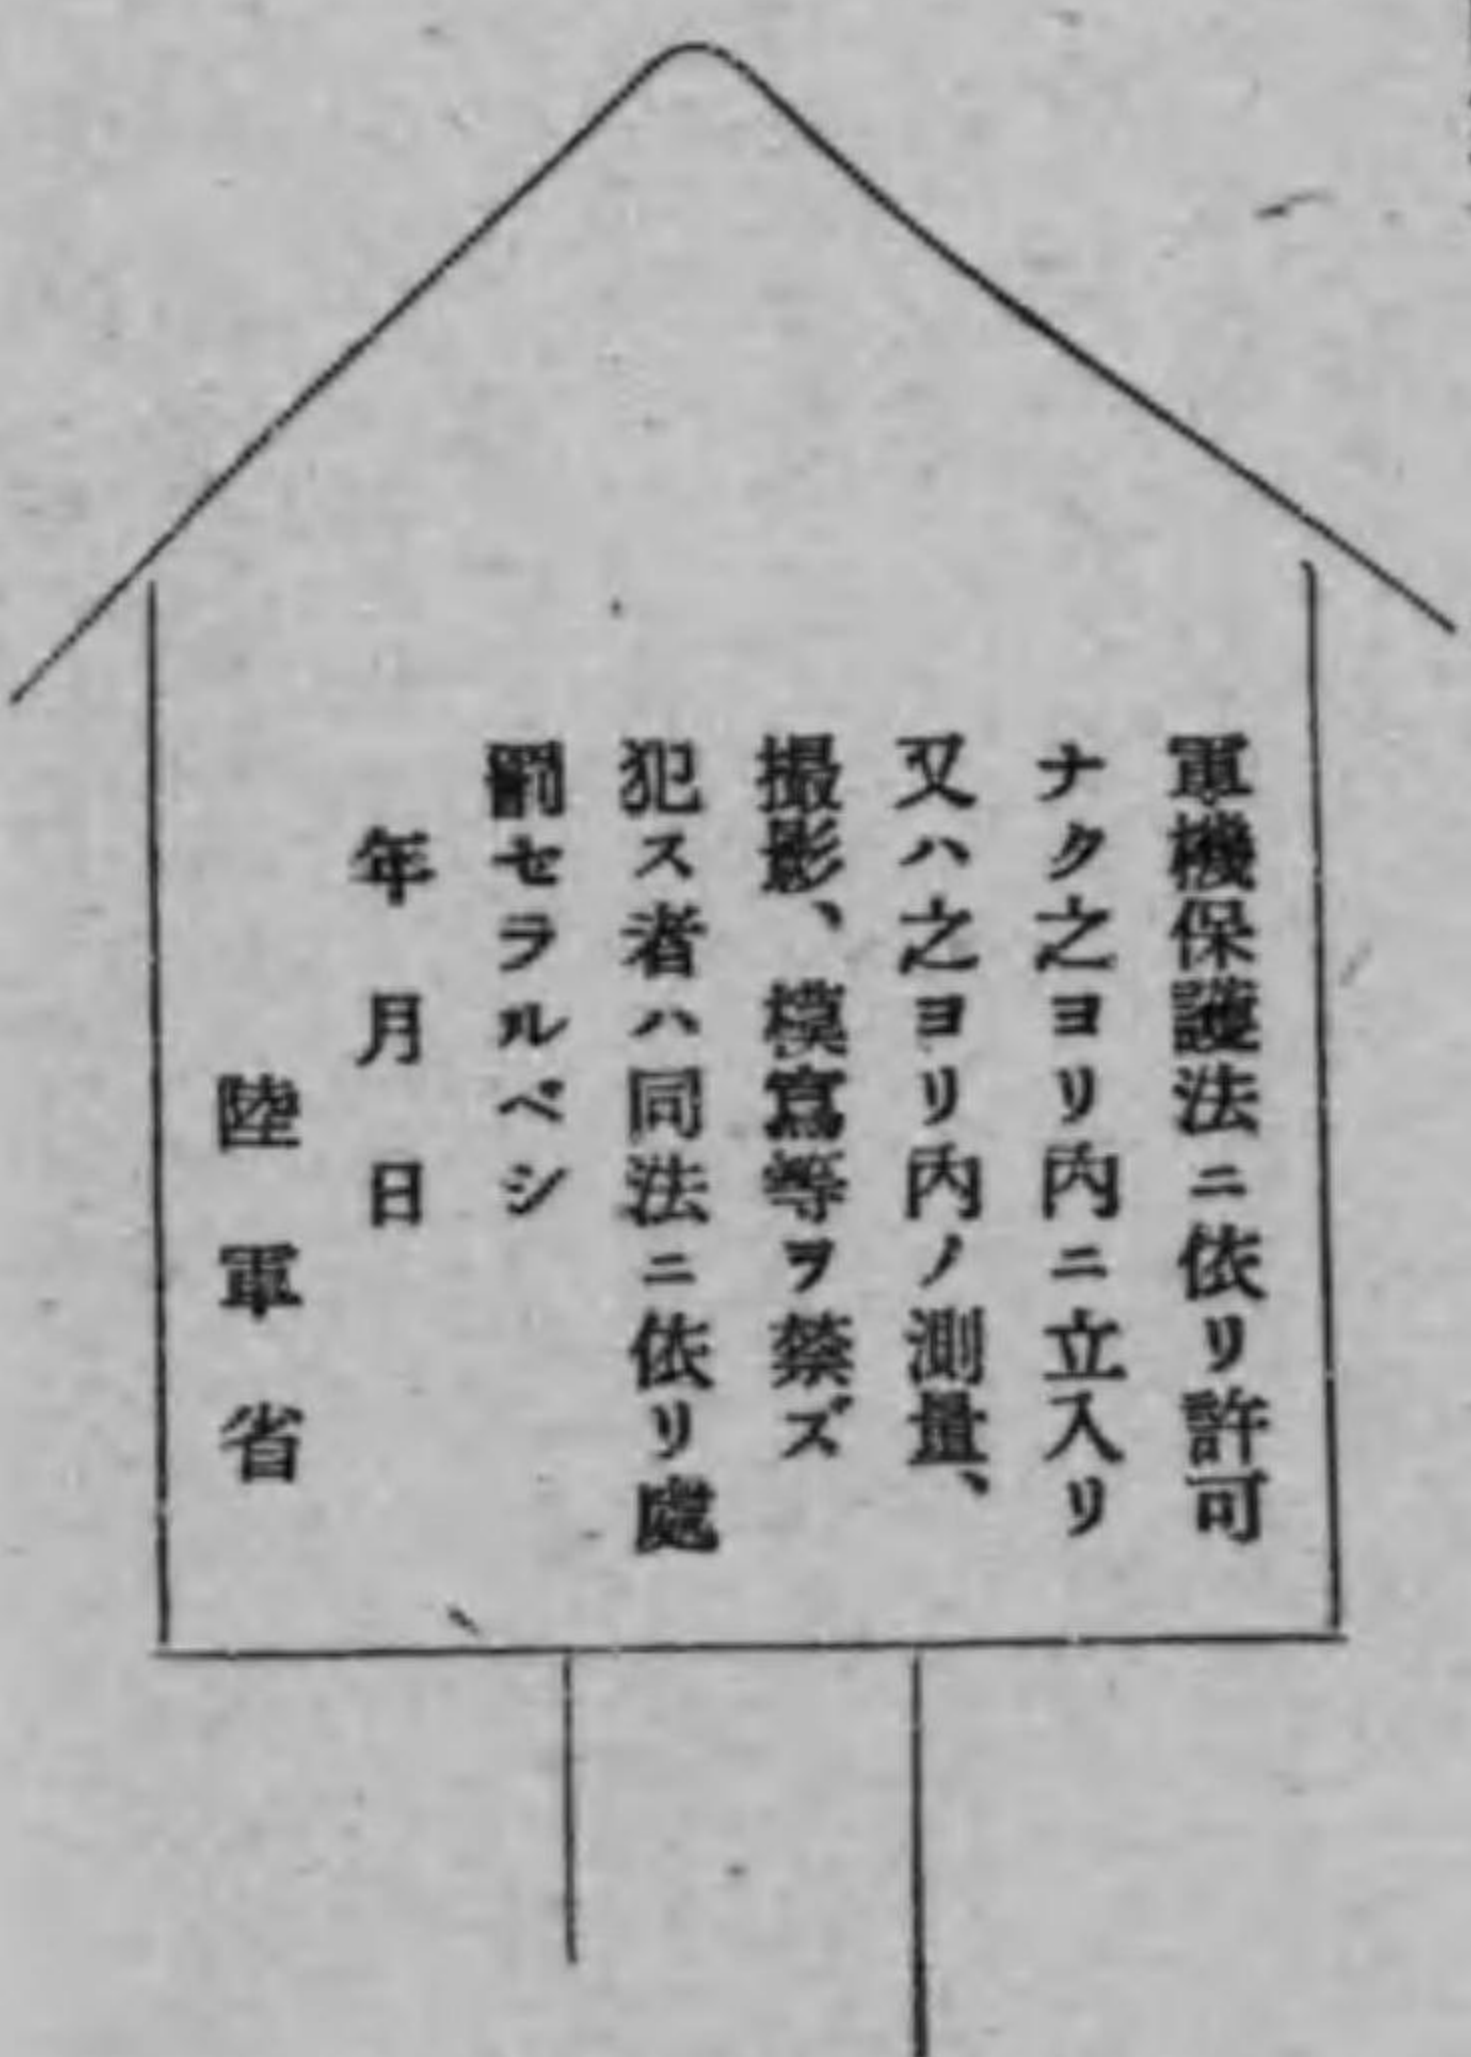 軍機保護法ニ依リ許可
ナク之ヨリ內ニ立入リ
又ハ之ヨリ內ノ測量、
撮影、模寫等ヲ禁ズ
犯ス者ハ同法ニ依リ處
罰セラルベシ
年月日
陸軍省